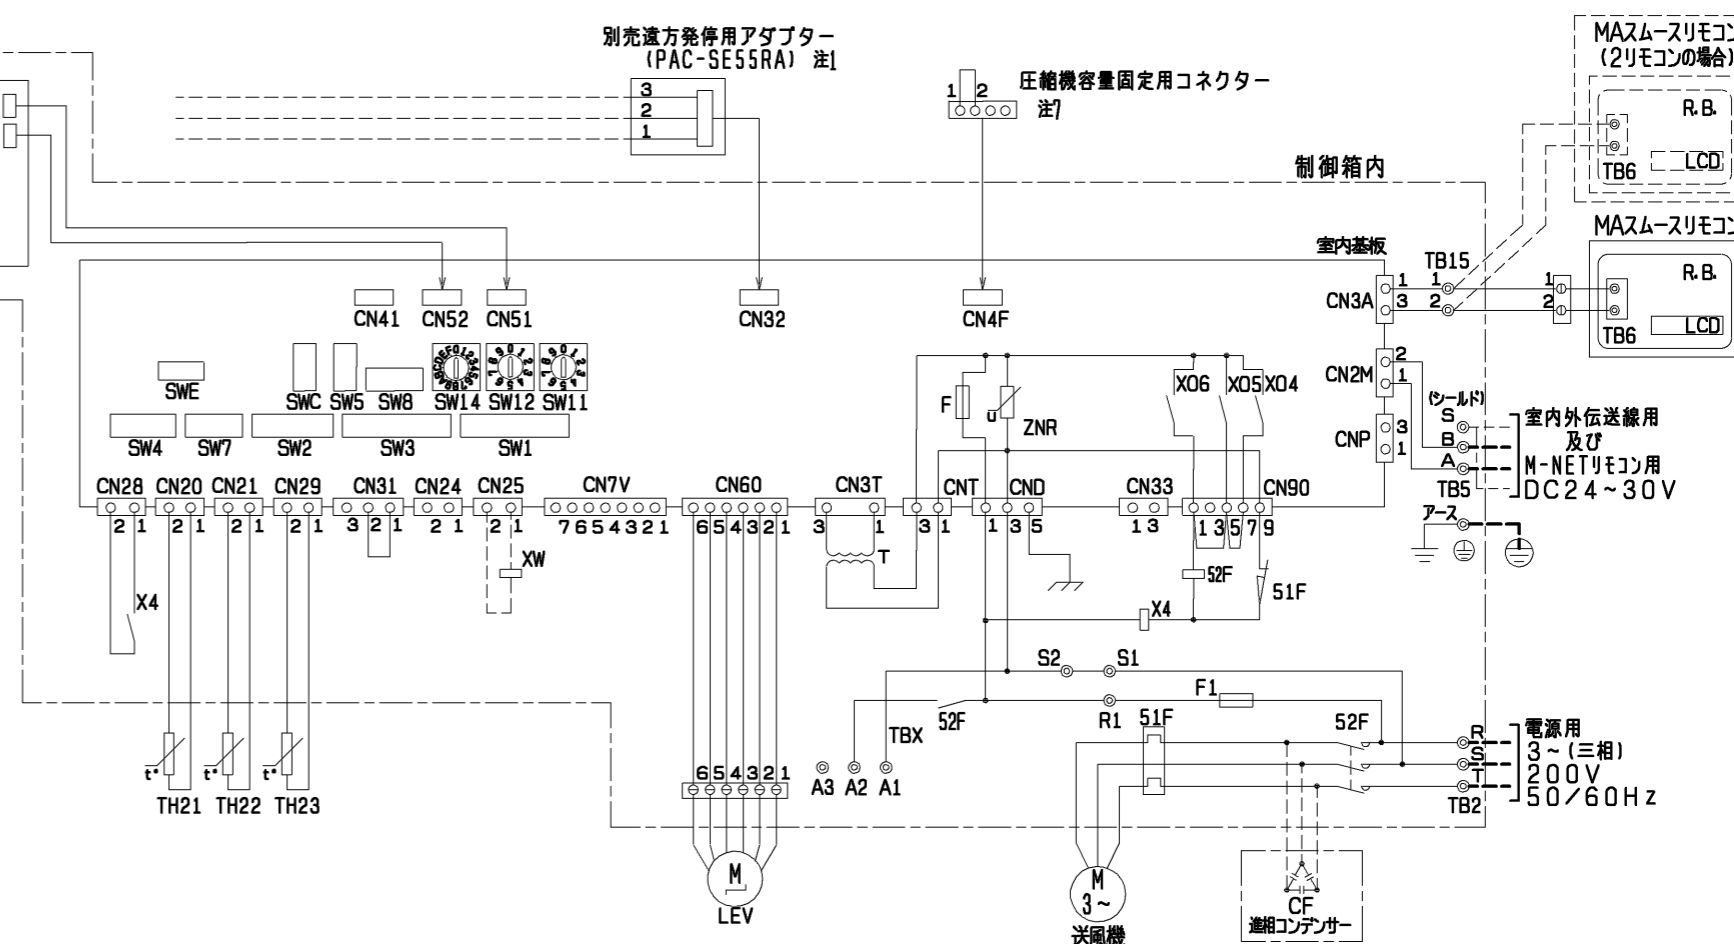 別売遠方発停用アダプター
(PAC-SE55RA) 注1
3
2
1
1 2
圧縮機容量固定用コネクター
注7
MAスムースリモコン
(2リモコンの場合)
R.B.
LCD
TB6
制御箱内
MAスムースリモコン
R.B.
LCD
TB6
室内基板
TB15
CN3A
1 1 1
3 2 2
CN41 CN52 CN51 CN32 CN4F
CN2M
2
1
CNP
3
1
SWE SWC SW5 SW8 SW14 SW12 SW11
SW4 SW7 SW2 SW3 SW1
F
u
ZNR
X06 X05 X04
(シールド)
S
B
A
TB5
室内外伝送線用
及び
M-NETリモコン用
DC24~30V
アース
CN28 CN20 CN21 CN29 CN31 CN24 CN25 CN7V CN60 CN3T CNT CND CN33 CN90
2 1 2 1 2 1 2 1 3 2 1 2 1 2 1 7 6 5 4 3 2 1 6 5 4 3 2 1 3 1 3 1 1 3 5 1 3 1 3 5 7 9
X4
XW
T
52F
51F
X4
S2 S1
F1
TBX
52F
R1
51F
52F
R
S
T
TB2
電源用
3~(三相)
200V
50/60Hz
t°
t°
t°
TH21 TH22 TH23
6 5 4 3 2 1
A3 A2 A1
M
LEV
M
3~
送風機
CF
進相コンデンサー